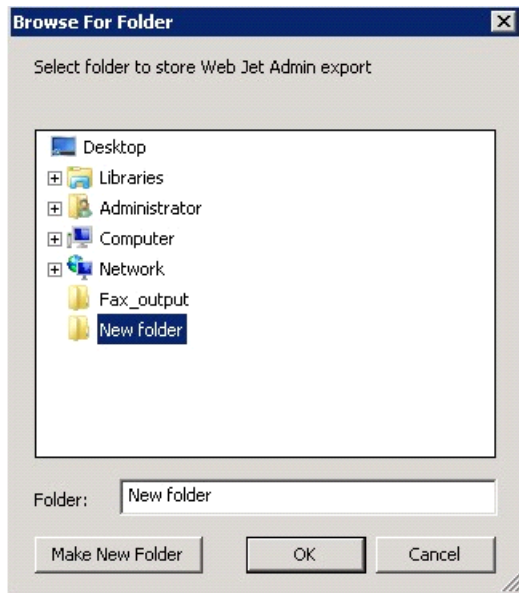 Browse For Folder
Select folder to store Web Jet Admin export
Desktop
Libraries
Administrator
Computer
Network
Fax_output
New folder
Folder: New folder
Make New Folder OK Cancel